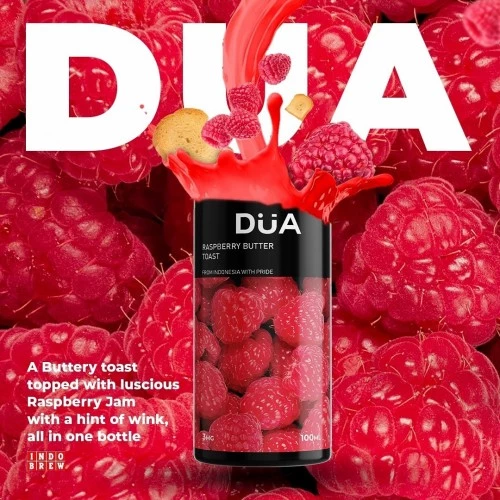 DUA
DüA
RASPBERRY BUTTER
TOAST
FROM INDONESIA WITH PRIDE
3MG 100ML
A Buttery toast
topped with luscious
Raspberry Jam
with a hint of wink,
all in one bottle
INDO
BREW